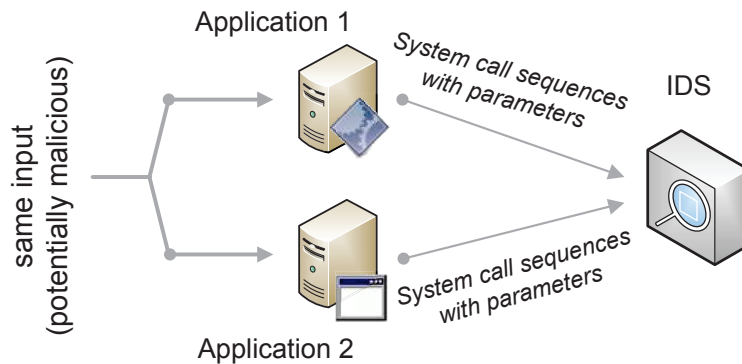 Application 1
System call sequences
with parameters
IDS
same input
(potentially malicious)
System call sequences
with parameters
Application 2